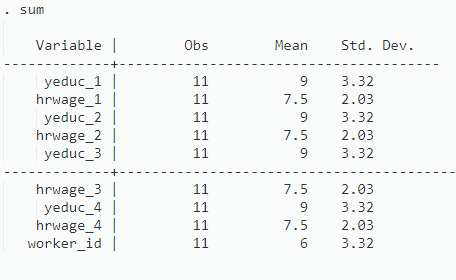 . sum
Variable | Obs Mean Std. Dev.
-------------+---------------------------------------
yeduc_1 | 11 9 3.32
hrwage_1 | 11 7.5 2.03
yeduc_2 | 11 9 3.32
hrwage_2 | 11 7.5 2.03
yeduc_3 | 11 9 3.32
-------------+-----------------------------------------
hrwage_3 | 11 7.5 2.03
yeduc_4 | 11 9 3.32
hrwage_4 | 11 7.5 2.03
worker_id | 11 6 3.32